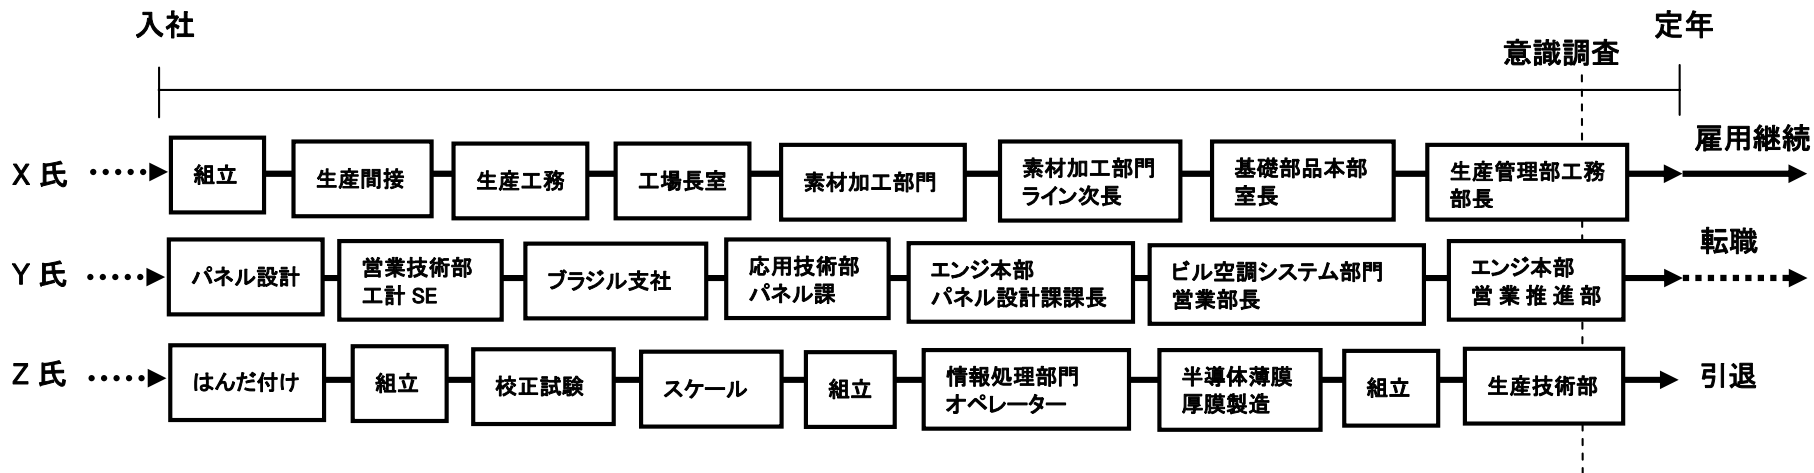 入社
定年
意識調査
X 氏
組立
生産間接
生産工務
工場長室
素材加工部門
素材加工部門
ライン次長
基礎部品本部
室長
生産管理部工務
部長
雇用継続
Y 氏
パネル設計
営業技術部
工計 SE
ブラジル支社
応用技術部
パネル課
エンジ本部
パネル設計課課長
ビル空調システム部門
営業部長
エンジ本部
営業推進部
転職
Z 氏
はんだ付け
組立
校正試験
スケール
組立
情報処理部門
オペレーター
半導体薄膜
厚膜製造
組立
生産技術部
引退